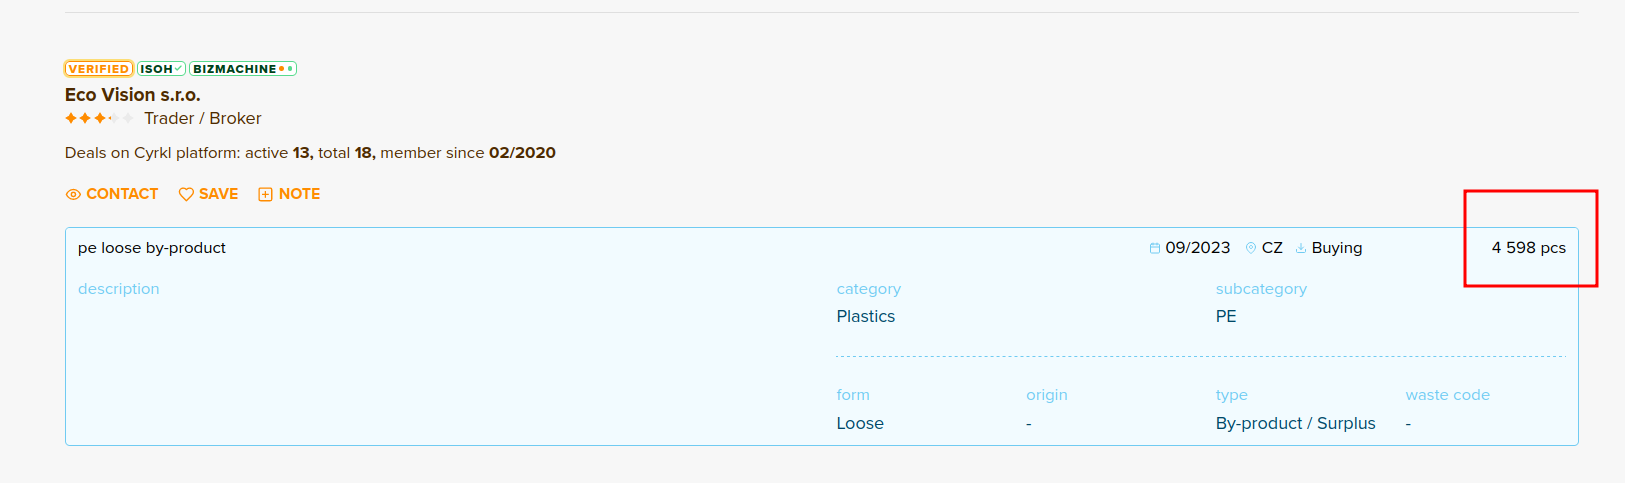 VERIFIED ISOH BIZMACHINE
Eco Vision s.r.o.
Trader / Broker
Deals on Cyrkl platform: active 13, total 18, member since 02/2020
CONTACT SAVE NOTE
pe loose by-product 09/2023 CZ Buying 4 598 pcs
description category subcategory
Plastics PE
form origin type waste code
Loose - By-product / Surplus -